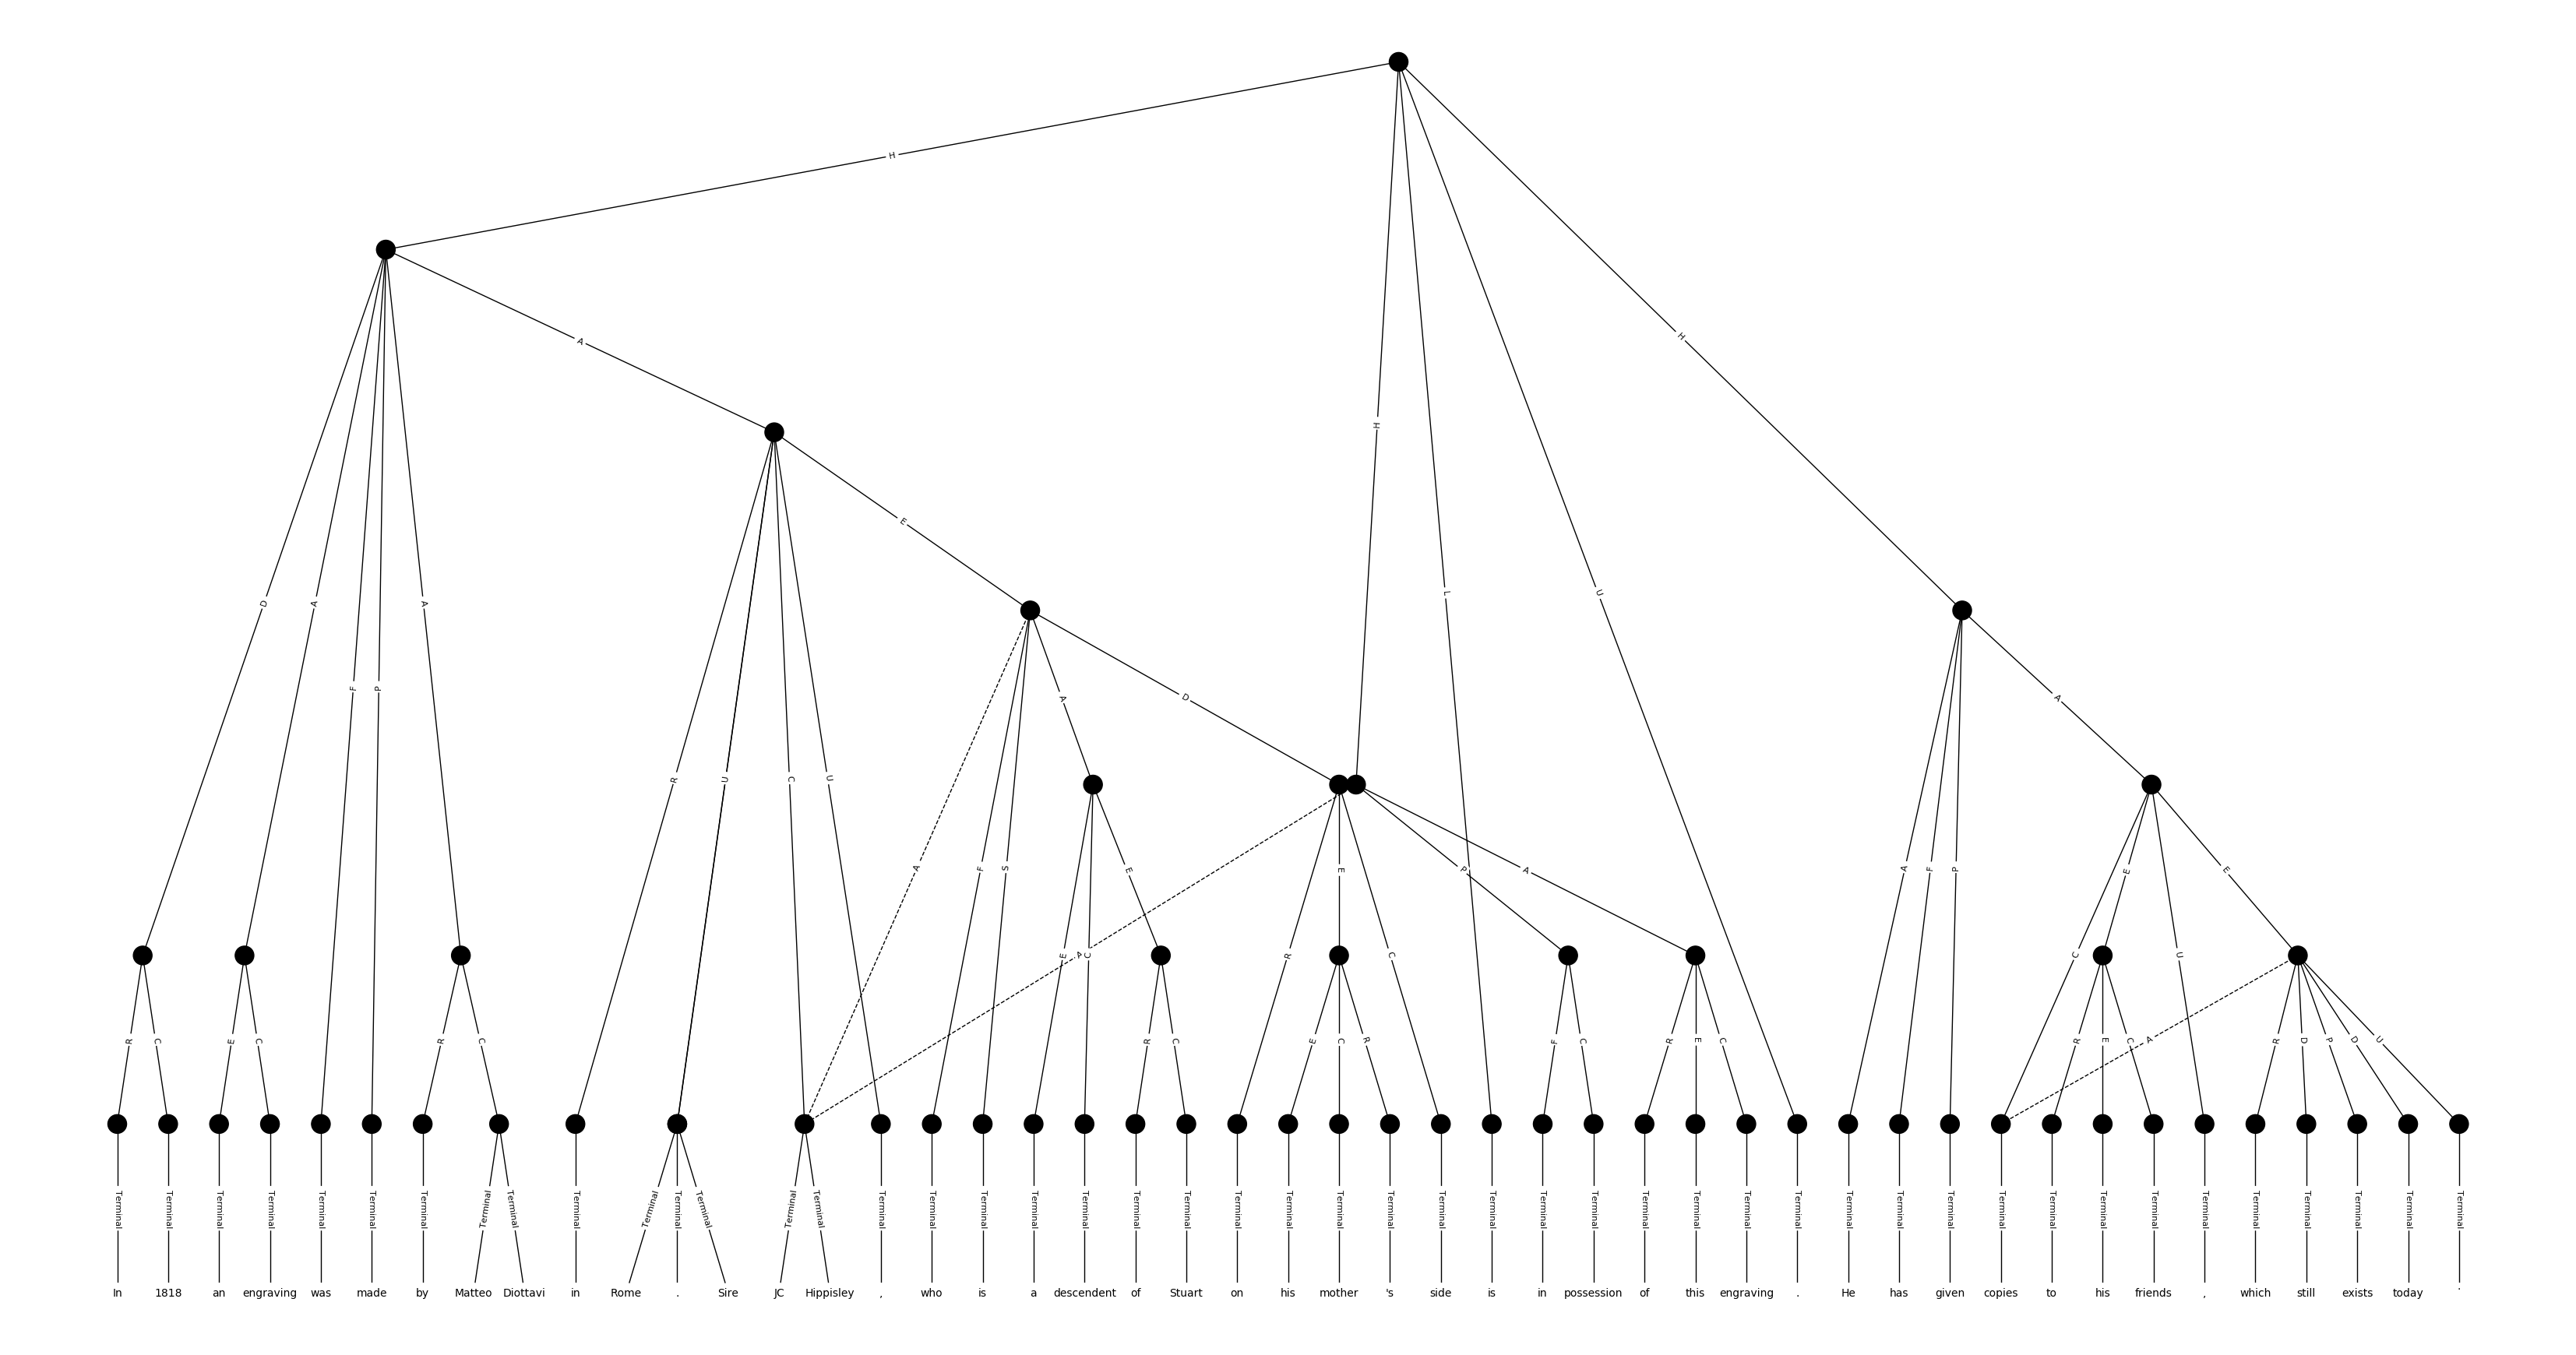 H
A
E
H
H
D
A
F
P
A
R
U
C
U
A
D
L
U
A
A
F
S
E
P
A
A
F
P
E
E
R
C
E
C
R
C
E
A
C
R
C
R
C
E
C
U
R
C
E
C
R
F
C
R
E
C
R
E
C
A
R
D
P
D
U
Terminal Terminal Terminal Terminal Terminal Terminal Terminal Terminal Terminal Terminal Terminal Terminal Terminal Terminal Terminal Terminal Terminal Terminal Terminal Terminal Terminal Terminal Terminal Terminal Terminal Terminal Terminal Terminal Terminal Terminal Terminal Terminal Terminal Terminal Terminal Terminal Terminal Terminal Terminal Terminal Terminal Terminal Terminal Terminal Terminal Terminal Terminal
In 1818 an engraving was made by Matteo Diottavi in Rome . Sire JC Hippisley , who is a descendent of Stuart on his mother 's side is in possession of this engraving . He has given copies to his friends , which still exists today .